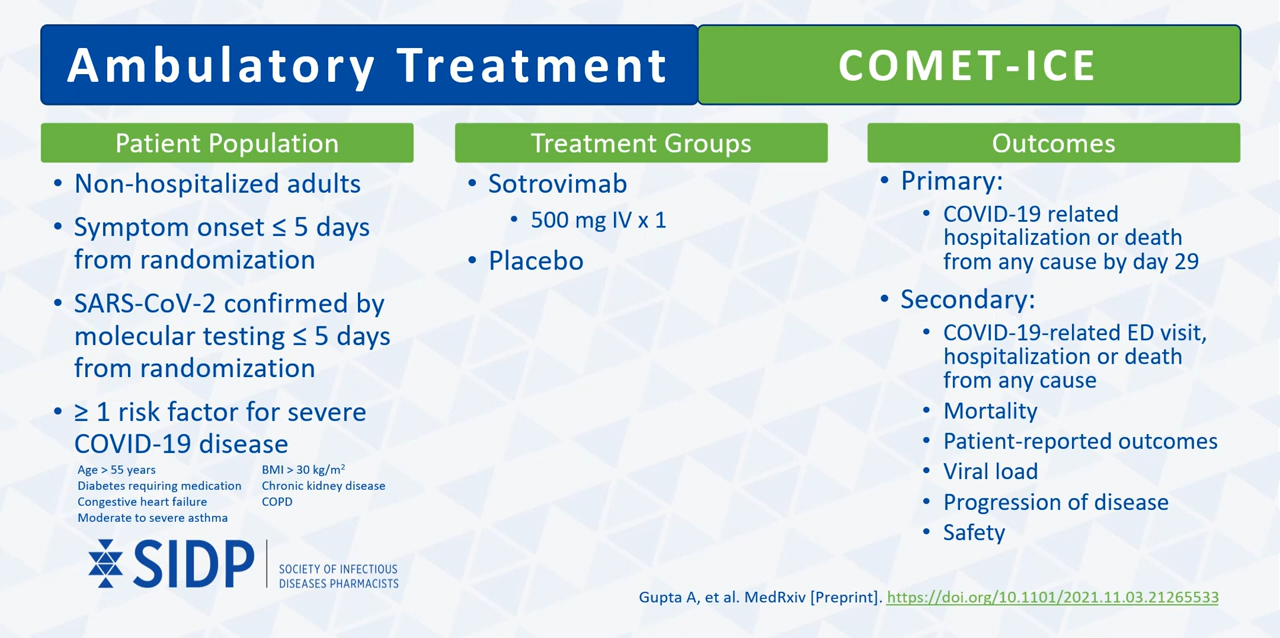 Ambulatory Treatment
COMET-ICE
Patient Population
• Non-hospitalized adults
• Symptom onset ≤ 5 days
from randomization
• SARS-CoV-2 confirmed by
molecular testing ≤ 5 days
from randomization
• ≥ 1 risk factor for severe
COVID-19 disease
Age > 55 years
Diabetes requiring medication
Congestive heart failure
Moderate to severe asthma
BMI > 30 kg/m²
Chronic kidney disease
COPD
Treatment Groups
• Sotrovimab
• 500 mg IV x 1
• Placebo
Outcomes
• Primary:
• COVID-19 related
hospitalization or death
from any cause by day 29
• Secondary:
• COVID-19-related ED visit,
hospitalization or death
from any cause
• Mortality
• Patient-reported outcomes
• Viral load
• Progression of disease
• Safety
SIDP
SOCIETY OF INFECTIOUS
DISEASES PHARMACISTS
Gupta A, et al. MedRxiv [Preprint]. https://doi.org/10.1101/2021.11.03.21265533